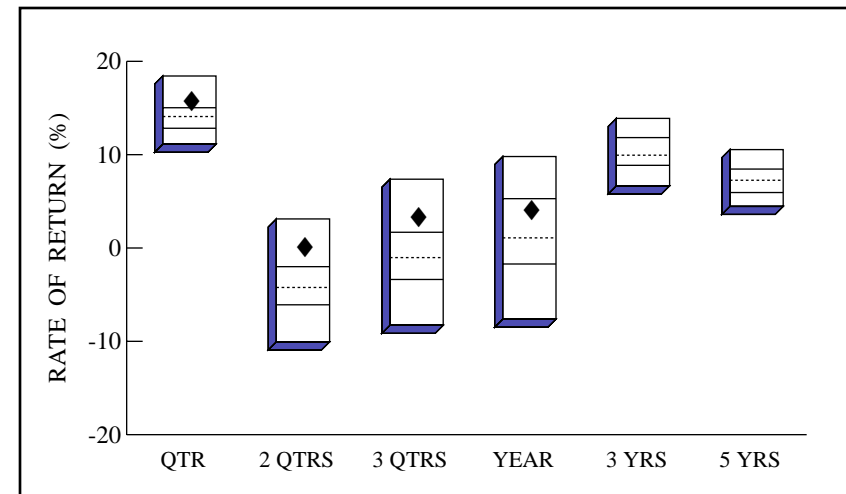 RATE OF RETURN (%)
20
10
0
-10
-20
QTR 2 QTRS 3 QTRS YEAR 3 YRS 5 YRS